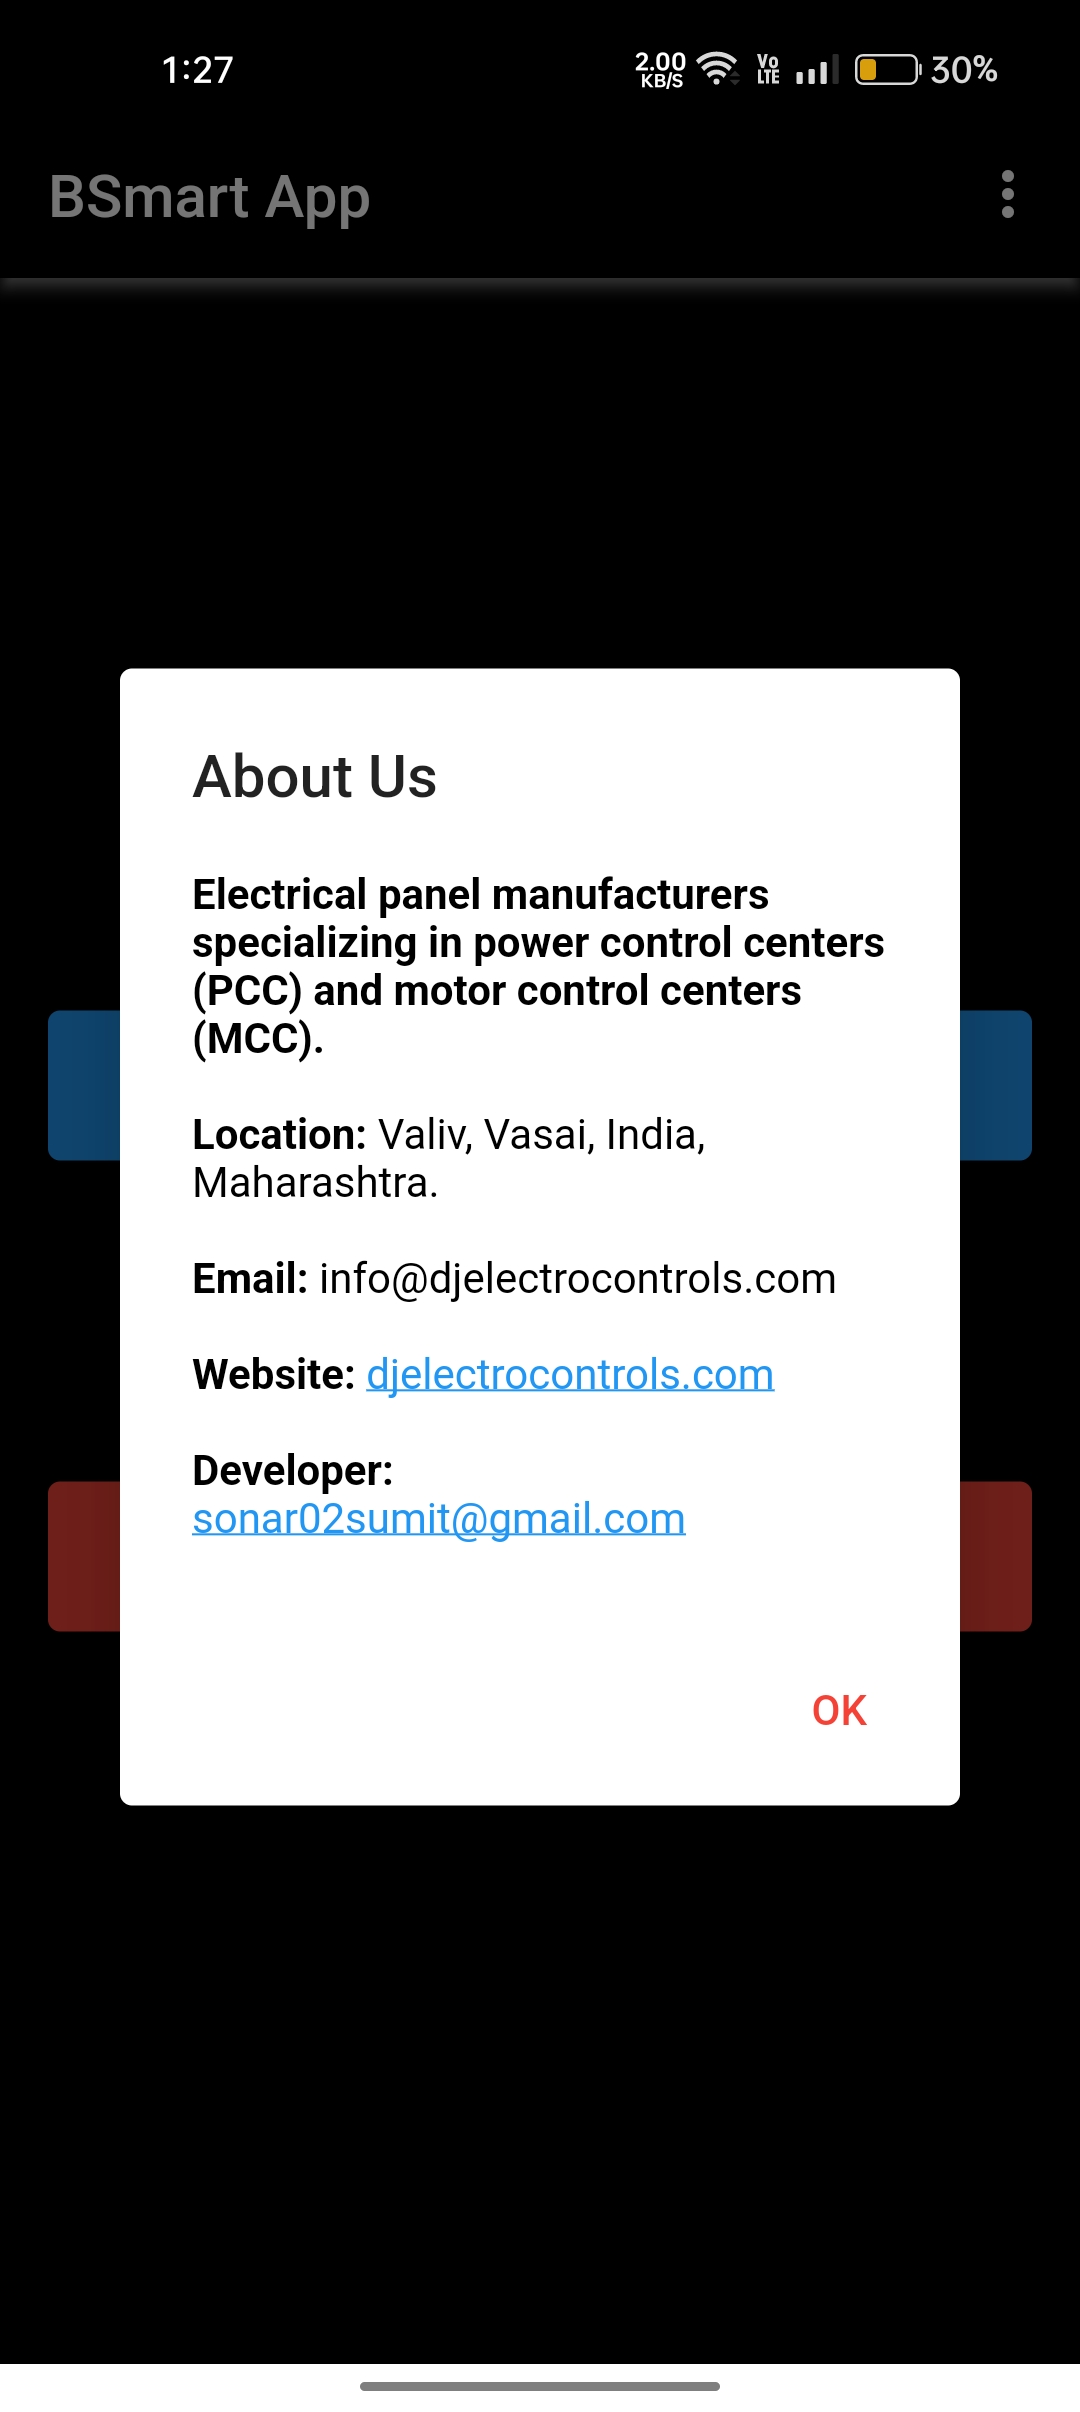 1:27
2.00
KB/S
Vo
LTE
30%
BSmart App
About Us
Electrical panel manufacturers
specializing in power control centers
(PCC) and motor control centers
(MCC).
Location: Valiv, Vasai, India,
Maharashtra.
Email: info@djelectrocontrols.com
Website: djelectrocontrols.com
Developer:
sonar02sumit@gmail.com
OK